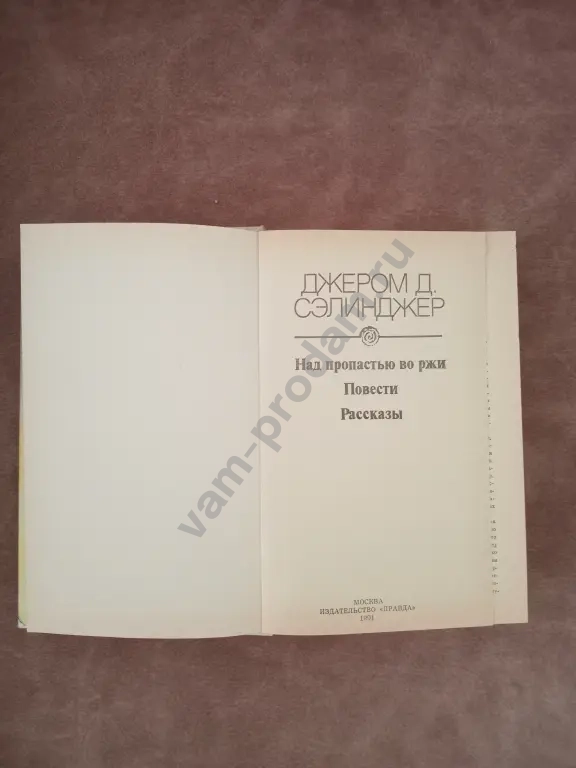 ДЖЕРОМ Д.
СЭЛИНДЖЕР
Над пропастью во ржи
Повести
Рассказы
МОСКВА
ИЗДАТЕЛЬСТВО «ПРАВДА»
1991
vam-prodam.ru